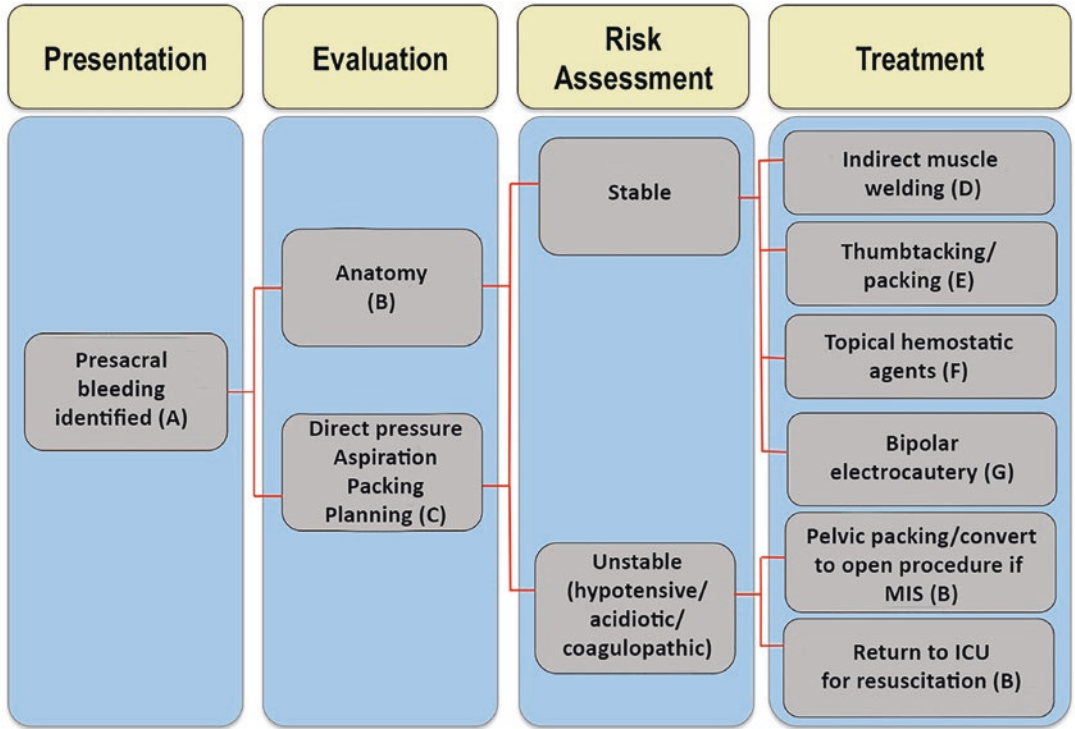 Presentation
Evaluation
Risk
Assessment
Treatment
Presacral
bleeding
identified (A)
Anatomy
(B)
Direct pressure
Aspiration
Packing
Planning (C)
Stable
Unstable
(hypotensive/
acidiotic/
coagulopathic)
Indirect muscle
welding (D)
Thumbtacking/
packing (E)
Topical hemostatic
agents (F)
Bipolar
electrocautery (G)
Pelvic packing/convert
to open procedure if
MIS (B)
Return to ICU
for resuscitation (B)